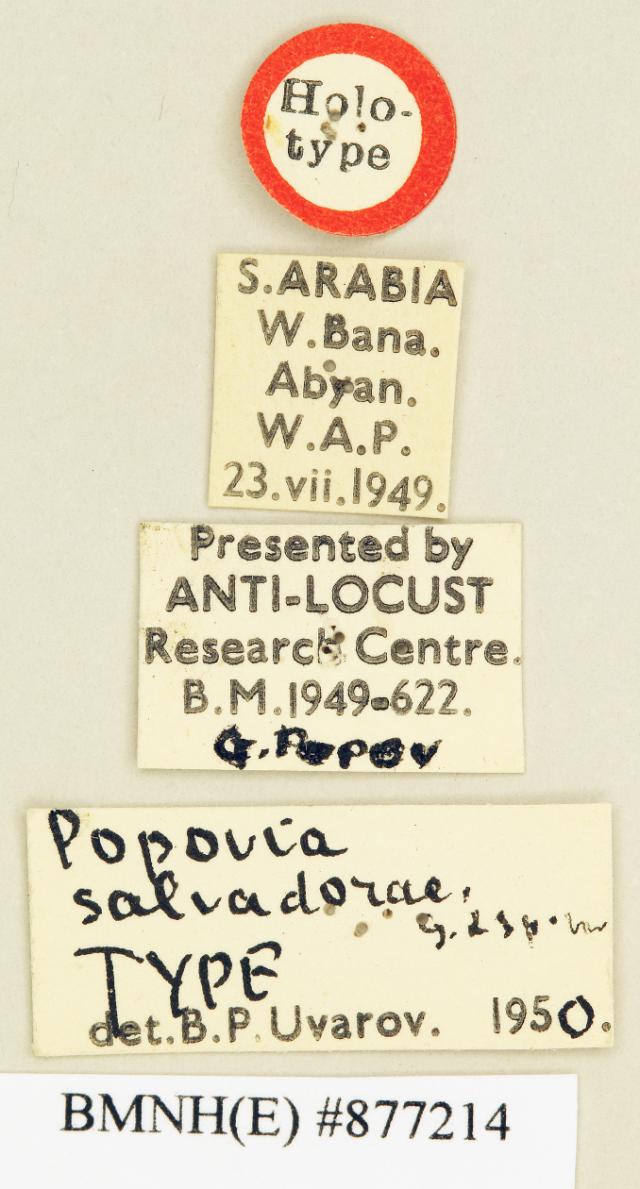 Holo-
type
S.ARABIA
W.Bana.
Abyan.
W.A.P.
23.vii.1949.
Presented by
ANTI-LOCUST
Research Centre.
B.M.1949-622.
G. Popov
Popovia
salvadorae.
g. & sp.
TYPE
det.B.P.Uvarov. 1950.
BMNH(E) #877214